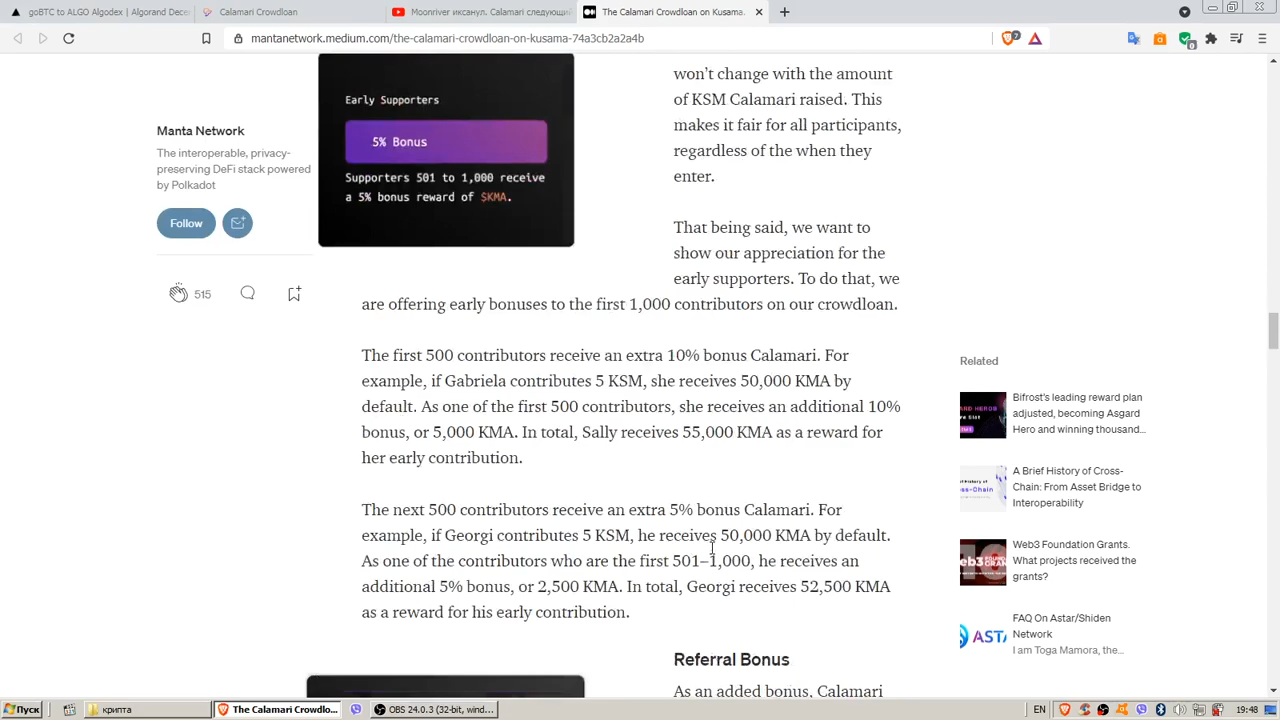 goBTC to ALGO Algodex | Algorand Decen
Calamari Crowdloan
Moonriver иксанул. Calamari следующий
The Calamari Crowdloan on Kusama.
mantanetwork.medium.com/the-calamari-crowdloan-on-kusama-74a3cb2a2a4b
Early Supporters
5% Bonus
Supporters 501 to 1,000 receive
a 5% bonus reward of $KMA.
Manta Network
The interoperable, privacy-
preserving DeFi stack powered
by Polkadot
Follow
515
won’t change with the amount
of KSM Calamari raised. This
makes it fair for all participants,
regardless of the when they
enter.
That being said, we want to
show our appreciation for the
early supporters. To do that, we
are offering early bonuses to the first 1,000 contributors on our crowdloan.
The first 500 contributors receive an extra 10% bonus Calamari. For
example, if Gabriela contributes 5 KSM, she receives 50,000 KMA by
default. As one of the first 500 contributors, she receives an additional 10%
bonus, or 5,000 KMA. In total, Sally receives 55,000 KMA as a reward for
her early contribution.
The next 500 contributors receive an extra 5% bonus Calamari. For
example, if Georgi contributes 5 KSM, he receives 50,000 KMA by default.
As one of the contributors who are the first 501–1,000, he receives an
additional 5% bonus, or 2,500 KMA. In total, Georgi receives 52,500 KMA
as a reward for his early contribution.
Referral Bonus
As an added bonus, Calamari
Related
Bifrost’s leading reward plan
adjusted, becoming Asgard
Hero and winning thousand...
A Brief History of Cross-
Chain: From Asset Bridge to
Interoperability
Web3 Foundation Grants.
What projects received the
grants?
FAQ On Astar/Shiden
Network
I am Toga Mamora, the...
Пуск
крипта
The Calamari Crowdlo...
OBS 24.0.3 (32-bit, wind...
EN
19:48